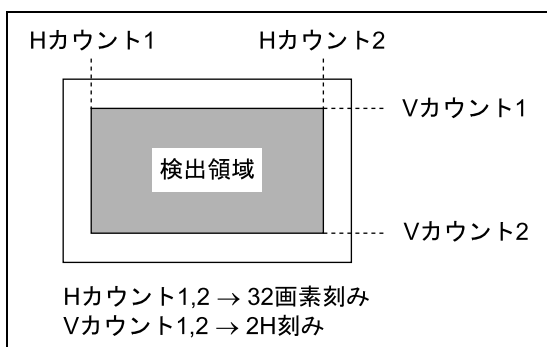 Hカウント1 Hカウント2
Vカウント1
検出領域
Vカウント2
Hカウント1,2 → 32画素刻み
Vカウント1,2 → 2H刻み